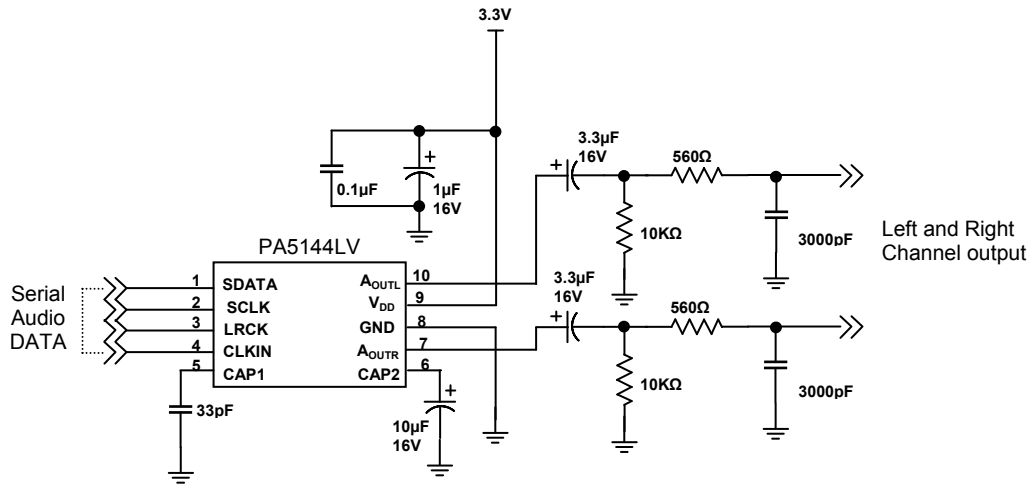 3.3V
3.3µF
16V
560Ω
0.1µF
1µF
16V
10KΩ
3000pF
Left and Right
Channel output
PA5144LV
Serial
Audio
DATA
1
SDATA
2
SCLK
3
LRCK
4
CLKIN
5
CAP1
AOUTL
10
VDD
9
GND
8
AOUTR
7
CAP2
6
3.3µF
16V
560Ω
10KΩ
3000pF
33pF
10µF
16V